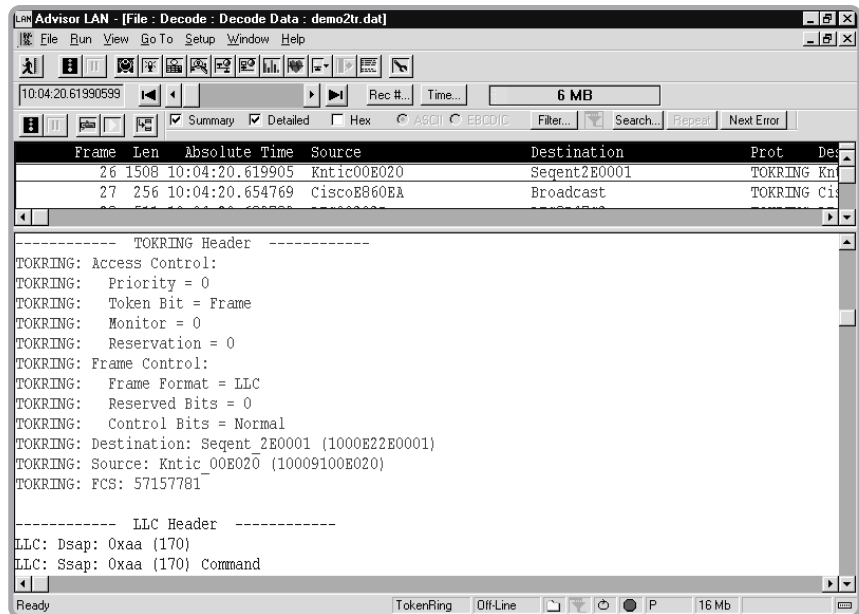 LAN Advisor LAN - [File : Decode : Decode Data : demo2tr.dat]
File Run View Go To Setup Window Help
10:04:20.61990599 Rec #... Time... 6 MB
Summary Detailed Hex ASCII EBCDIC Filter... Search... Repeat Next Error
Frame Len Absolute Time Source Destination Prot Des
26 1508 10:04:20.619905 Kntic00E020 Seqent2E0001 TOKRING Knt
27 256 10:04:20.654769 CiscoE860EA Broadcast TOKRING Cis
------------ TOKRING Header ------------
TOKRING: Access Control:
TOKRING: Priority = 0
TOKRING: Token Bit = Frame
TOKRING: Monitor = 0
TOKRING: Reservation = 0
TOKRING: Frame Control:
TOKRING: Frame Format = LLC
TOKRING: Reserved Bits = 0
TOKRING: Control Bits = Normal
TOKRING: Destination: Seqent_2E0001 (1000E22E0001)
TOKRING: Source: Kntic_00E020 (10009100E020)
TOKRING: FCS: 57157781
------------ LLC Header ------------
LLC: Dsap: 0xaa (170)
LLC: Ssap: 0xaa (170) Command
Ready TokenRing Off-Line P 16 Mb